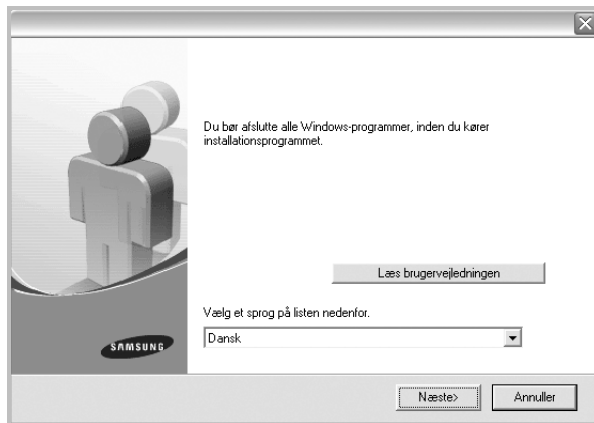 Du bør afslutte alle Windows-programmer, inden du kører
installationsprogrammet.
Læs brugervejledningen
Vælg et sprog på listen nedenfor.
Dansk
SAMSUNG
Næste>
Annuller